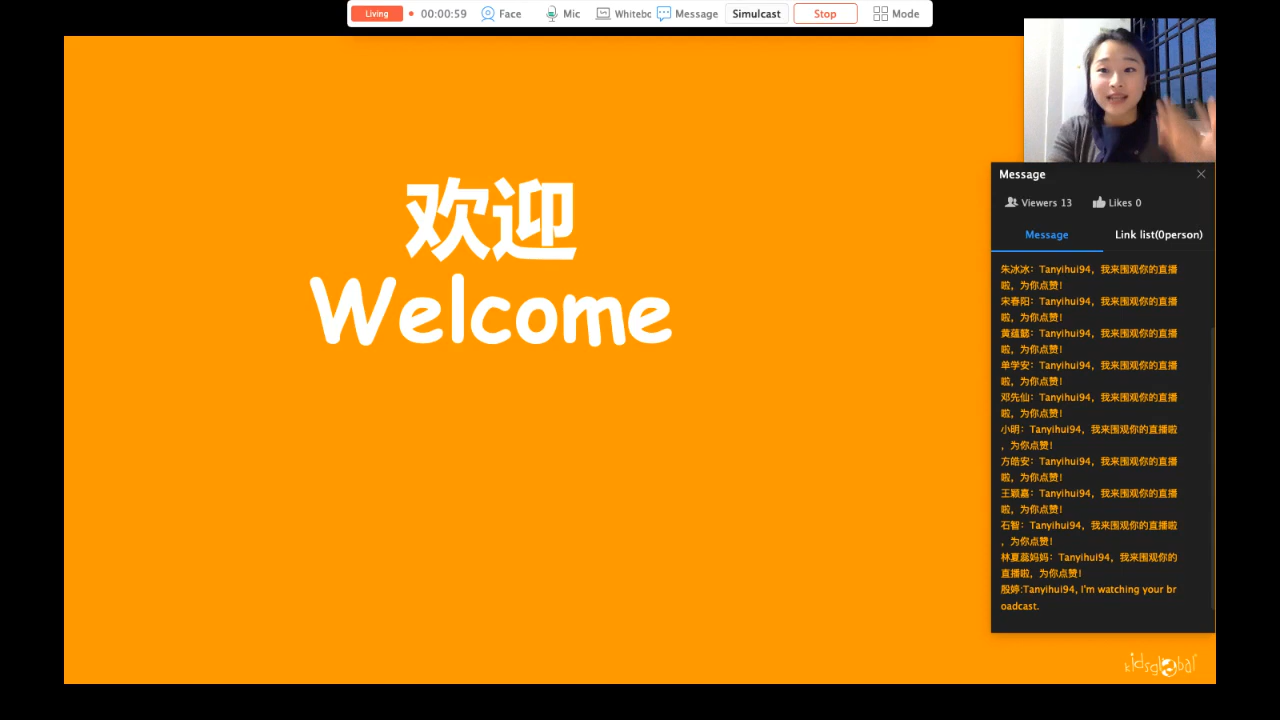 Living 00:00:59 Face Mic Whitebc Message Simulcast Stop Mode
欢迎
Welcome
Message
Viewers 13 Likes 0
Message Link list(0person)
朱冰冰：Tanyihui94，我来围观你的直播
啦，为你点赞！
宋春阳：Tanyihui94，我来围观你的直播
啦，为你点赞！
黄蕴懿：Tanyihui94，我来围观你的直播
啦，为你点赞！
单学安：Tanyihui94，我来围观你的直播
啦，为你点赞！
邓先仙：Tanyihui94，我来围观你的直播
啦，为你点赞！
小明：Tanyihui94，我来围观你的直播啦
，为你点赞！
方皓安：Tanyihui94，我来围观你的直播
啦，为你点赞！
王颖嘉：Tanyihui94，我来围观你的直播
啦，为你点赞！
石智：Tanyihui94，我来围观你的直播啦
，为你点赞！
林夏蕊妈妈：Tanyihui94，我来围观你的
直播啦，为你点赞！
殷婷:Tanyihui94, I'm watching your br
oadcast.
kidsglobal